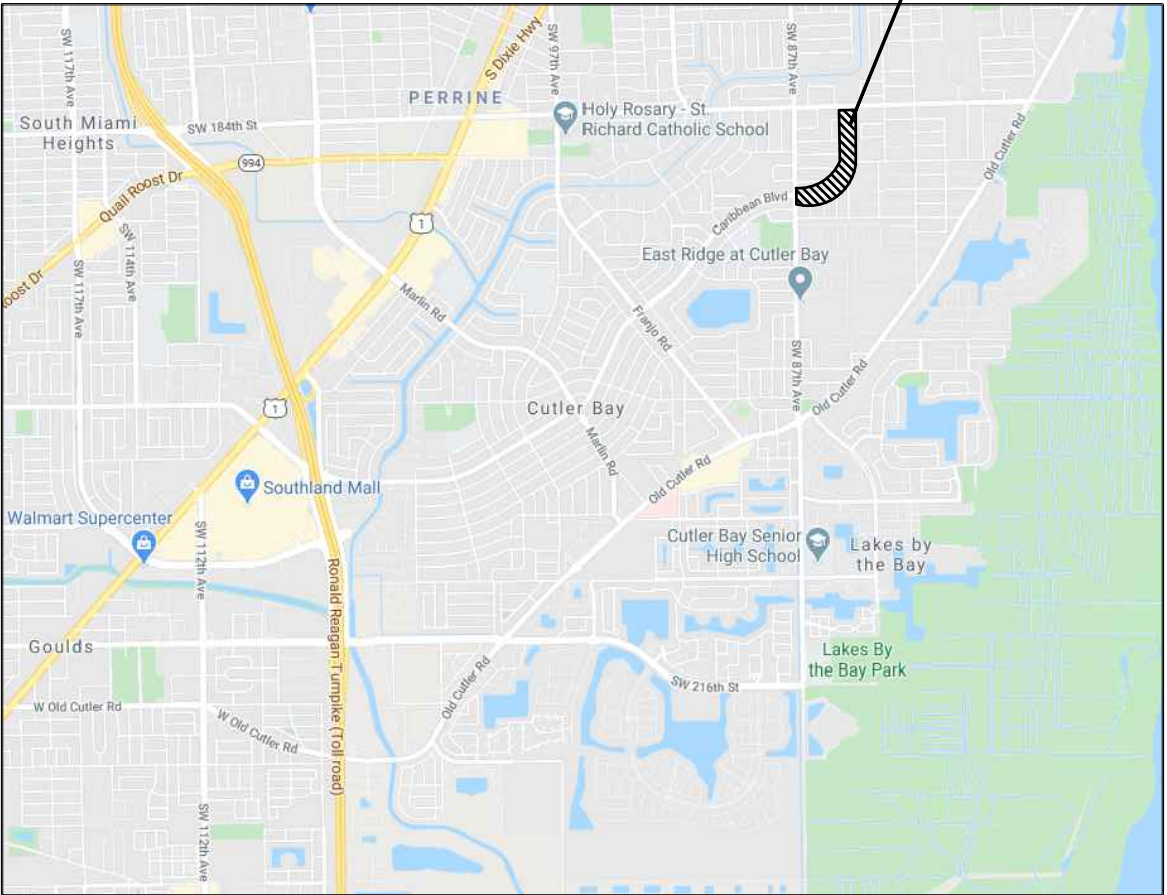 SW 117th Ave
S Dixie Hwy
SW 97th Ave
SW 87th Ave
PERRINE
Holy Rosary - St.
Richard Catholic School
South Miami
Heights
SW 184th St
Old Cutler Rd
994
Quail Roost Dr
Caribbean Blvd
1
SW 114th Ave
East Ridge at Cutler Bay
SW 117th Ave
Roost Dr
Marlin Rd
Franjo Rd
SW 87th Ave
Old Cutler Rd
1
Cutler Bay
Marlin Rd
Old Cutler Rd
Southland Mall
Walmart Supercenter
SW 112th Ave
Cutler Bay Senior
High School
Lakes by
the Bay
Ronald Reagan Turnpike (Toll road)
Goulds
Lakes By
the Bay Park
Old Cutler Rd
SW 216th St
W Old Cutler Rd
W Old Cutler Rd
SW 112th Ave